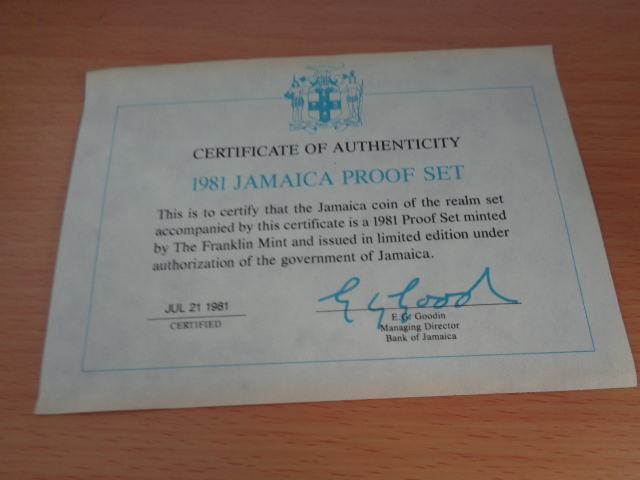 CERTIFICATE OF AUTHENTICITY
1981 JAMAICA PROOF SET
This is to certify that the Jamaica coin of the realm set
accompanied by this certificate is a 1981 Proof Set minted
by The Franklin Mint and issued in limited edition under
authorization of the government of Jamaica.
JUL 21 1981
CERTIFIED
E.G. Goodin
Managing Director
Bank of Jamaica